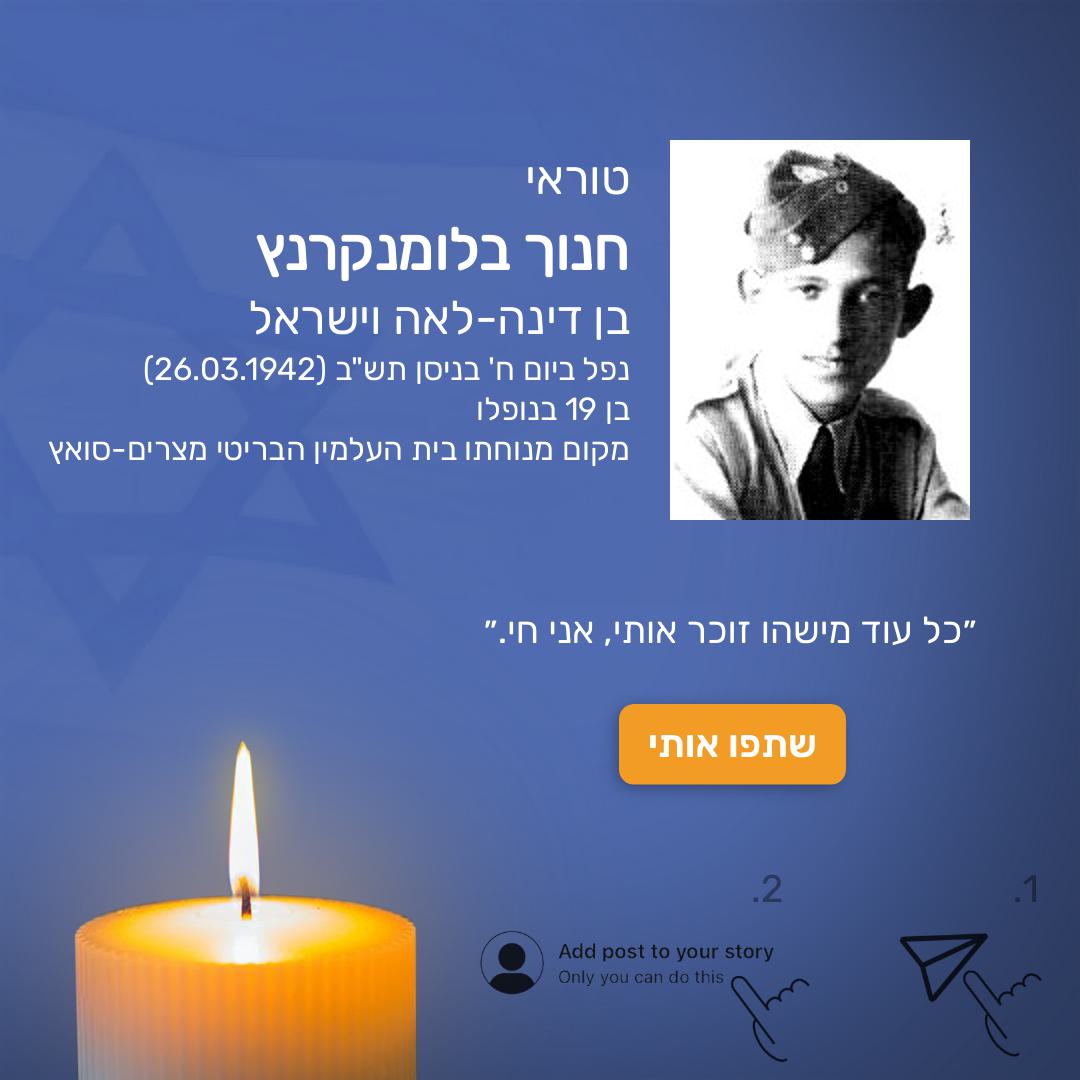 טוראי
חנוך בלומנקרנץ
בן דינה-לאה וישראל
נפל ביום ח' בניסן תש"ב (26.03.1942)
בן 19 בנופלו
מקום מנוחתו בית העלמין הבריטי מצרים-סואץ
״כל עוד מישהו זוכר אותי, אני חי.״
שתפו אותי
1.
2.
Add post to your story
Only you can do this